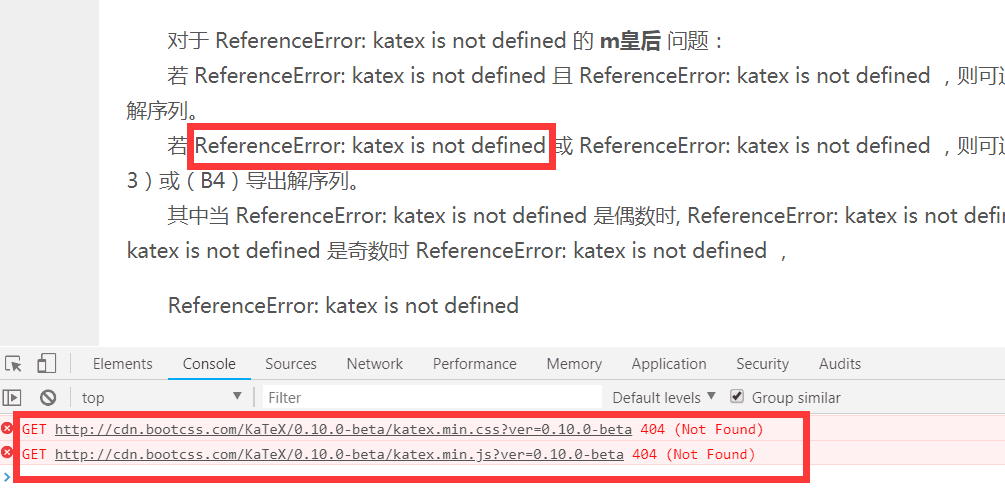 对于 ReferenceError: katex is not defined 的 m皇后 问题：
若 ReferenceError: katex is not defined 且 ReferenceError: katex is not defined ，则可
解序列。
若 ReferenceError: katex is not defined 或 ReferenceError: katex is not defined ，则可
3）或（B4）导出解序列。
其中当 ReferenceError: katex is not defined 是偶数时, ReferenceError: katex is not
katex is not defined 是奇数时 ReferenceError: katex is not defined ，
ReferenceError: katex is not defined
Elements Console Sources Network Performance Memory Application Security Audits
top Filter Default levels Group similar
GET http://cdn.bootcss.com/KaTeX/0.10.0-beta/katex.min.css?ver=0.10.0-beta 404 (Not Found)
GET http://cdn.bootcss.com/KaTeX/0.10.0-beta/katex.min.js?ver=0.10.0-beta 404 (Not Found)